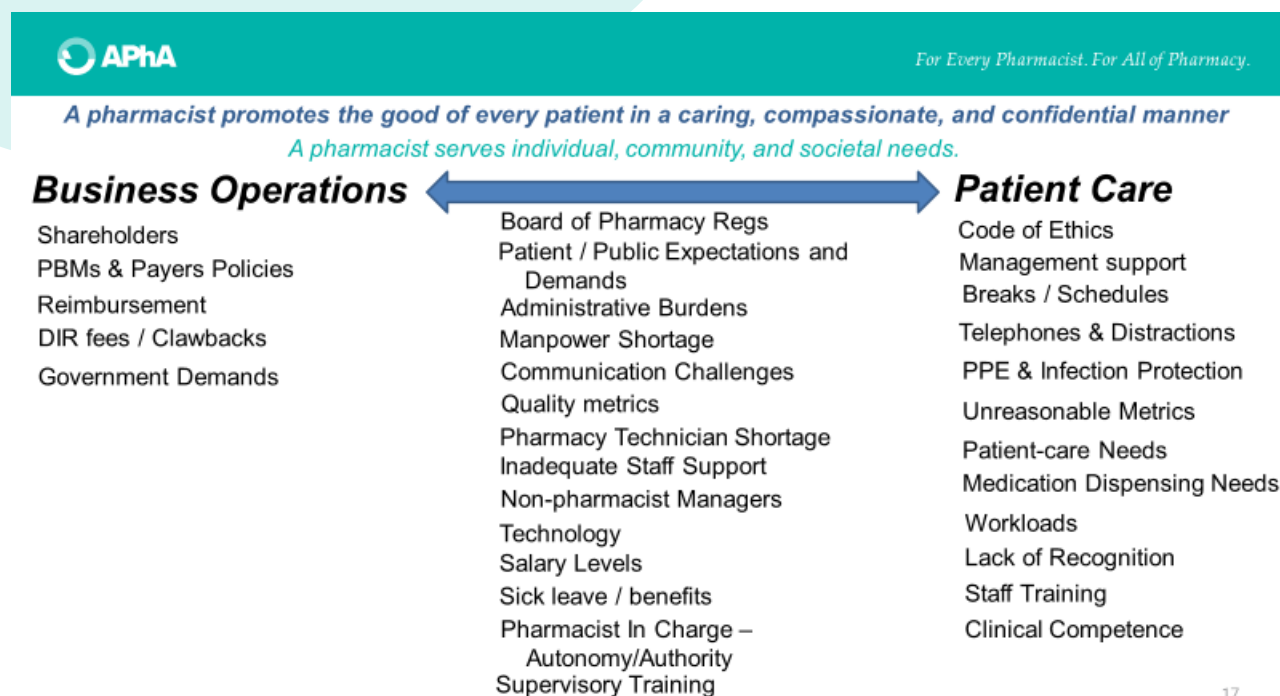 APhA
For Every Pharmacist. For All of Pharmacy.
A pharmacist promotes the good of every patient in a caring, compassionate, and confidential manner
A pharmacist serves individual, community, and societal needs.
Business Operations
Shareholders
PBMs & Payers Policies
Reimbursement
DIR fees / Clawbacks
Government Demands
Board of Pharmacy Regs
Patient / Public Expectations and
Demands
Administrative Burdens
Manpower Shortage
Communication Challenges
Quality metrics
Pharmacy Technician Shortage
Inadequate Staff Support
Non-pharmacist Managers
Technology
Salary Levels
Sick leave / benefits
Pharmacist In Charge –
Autonomy/Authority
Supervisory Training
Patient Care
Code of Ethics
Management support
Breaks / Schedules
Telephones & Distractions
PPE & Infection Protection
Unreasonable Metrics
Patient-care Needs
Medication Dispensing Needs
Workloads
Lack of Recognition
Staff Training
Clinical Competence
17